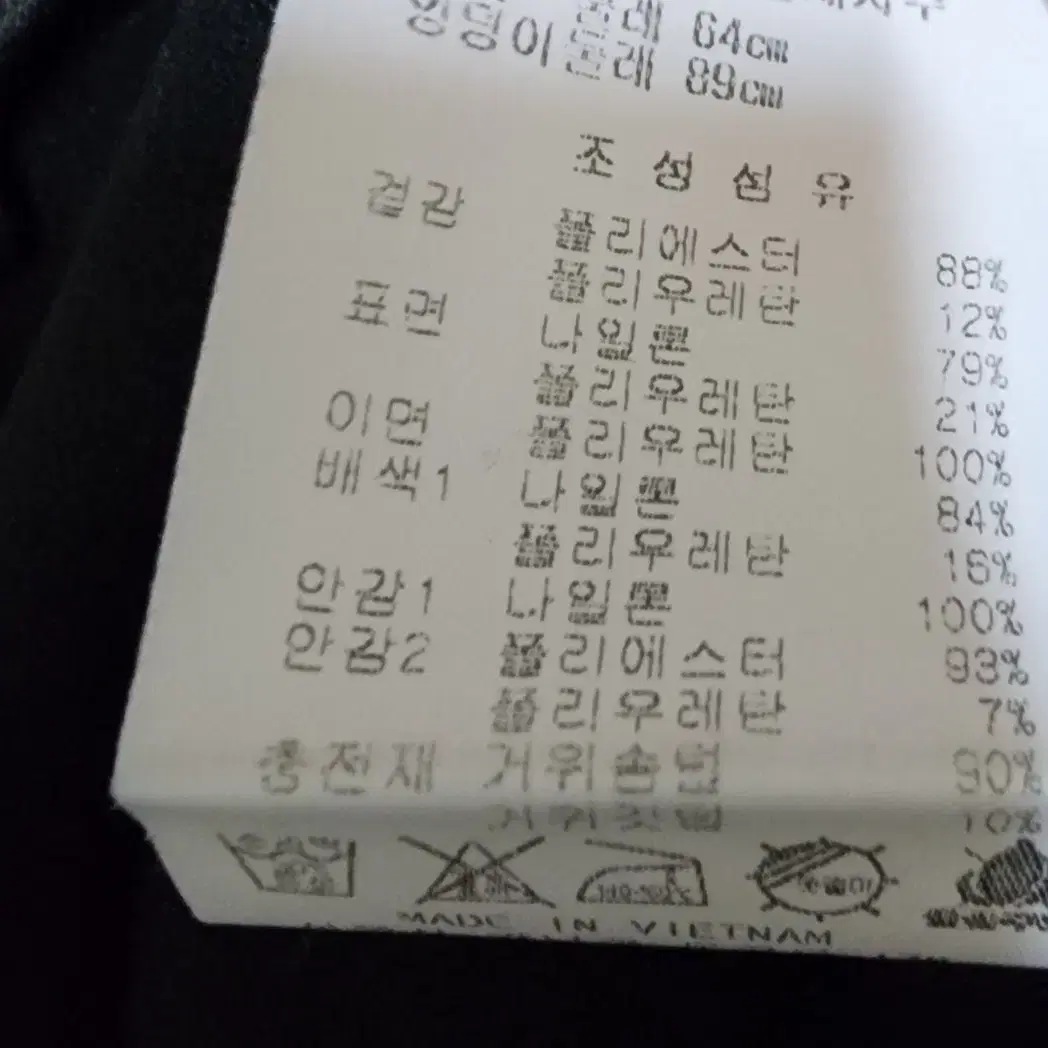 둘레 64cm
엉덩이둘레 89cm
조 성 섬 유
겉감 폴리에스터 88%
폴리우레탄 12%
표면 나일론 79%
폴리우레탄 21%
이면 폴리우레탄 100%
배색1 나일론 84%
폴리우레탄 16%
안감1 나일론 100%
안감2 폴리에스터 93%
폴리우레탄 7%
충전재 거위솜털 90%
거위깃털 10%
MADE IN VIETNAM